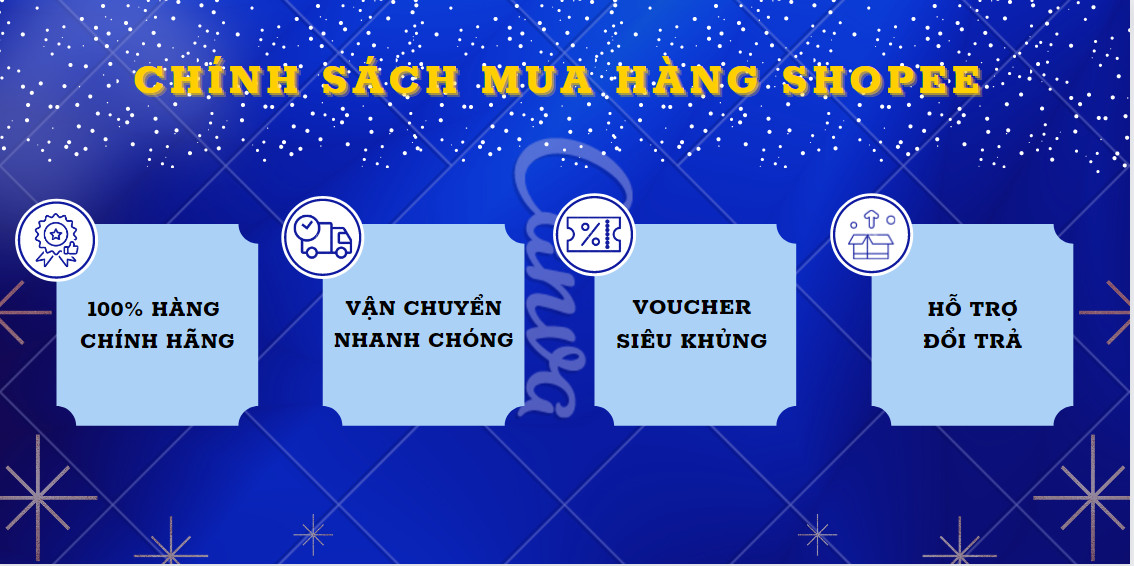 CHÍNH SÁCH MUA HÀNG SHOPEE
100% HÀNG
CHÍNH HÃNG
VẬN CHUYỂN
NHANH CHÓNG
VOUCHER
SIÊU KHỦNG
HỖ TRỢ
ĐỔI TRẢ
Canva